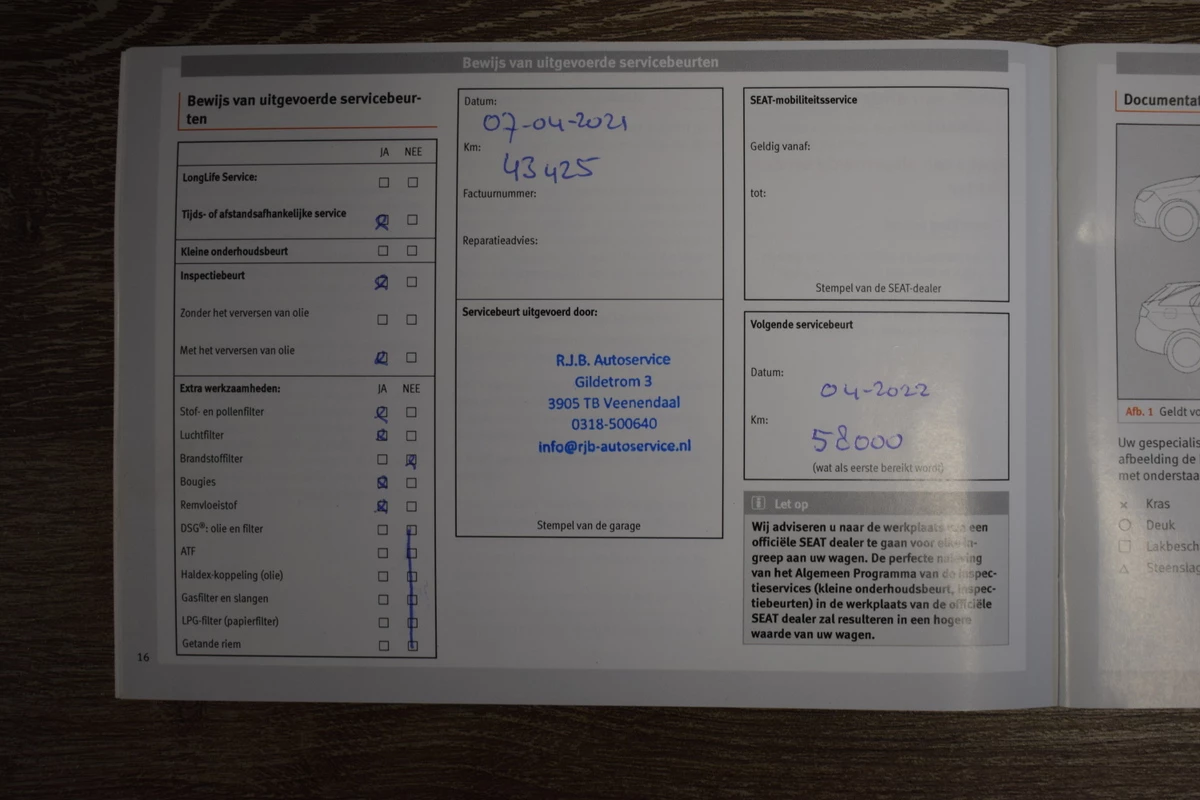 Bewijs van uitgevoerde servicebeurten
Bewijs van uitgevoerde servicebeur-
ten
JA NEE
LongLife Service:
Tijds- of afstandsafhankelijke service
Kleine onderhoudsbeurt
Inspectiebeurt
Zonder het verversen van olie
Met het verversen van olie
Extra werkzaamheden: JA NEE
Stof- en pollenfilter
Luchtfilter
Brandstoffilter
Bougies
Remvloeistof
DSG®: olie en filter
ATF
Haldex-koppeling (olie)
Gasfilter en slangen
LPG-filter (papierfilter)
Getande riem
16
Datum:
07-04-2021
Km:
43425
Factuurnummer:
Reparatieadvies:
Servicebeurt uitgevoerd door:
R.J.B. Autoservice
Gildetrom 3
3905 TB Veenendaal
0318-500640
info@rjb-autoservice.nl
Stempel van de garage
SEAT-mobiliteitsservice
Geldig vanaf:
tot:
Stempel van de SEAT-dealer
Volgende servicebeurt
Datum:
04-2022
Km:
58000
(wat als eerste bereikt wordt)
Let op
Wij adviseren u naar de werkplaats van een
officiële SEAT dealer te gaan voor elke in-
greep aan uw wagen. De perfecte naleving
van het Algemeen Programma van de Inspec-
tieservices (kleine onderhoudsbeurt, inspec-
tiebeurten) in de werkplaats van de officiële
SEAT dealer zal resulteren in een hogere
waarde van uw wagen.
Documentat
Afb. 1 Geldt vo
Uw gespecialis
afbeelding de
met onderstaa
× Kras
Deuk
Lakbesch
Steenslag